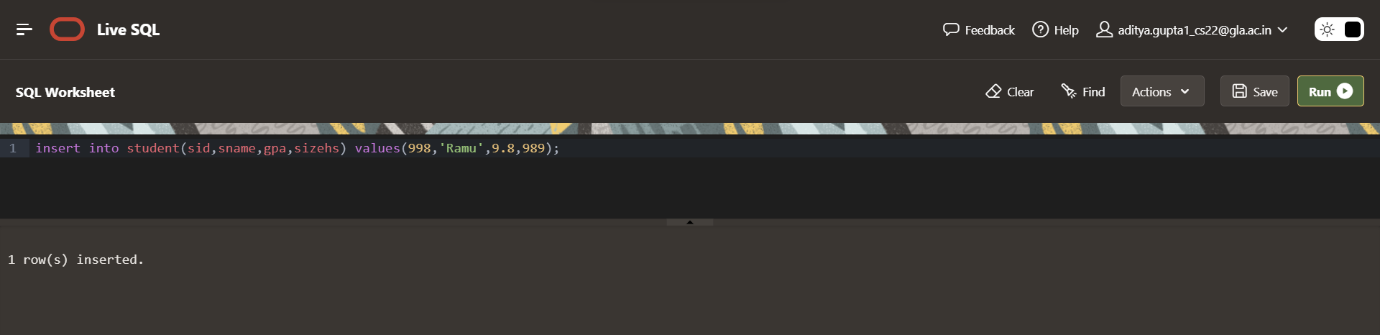 Live SQL
Feedback
Help
aditya.gupta1_cs22@gla.ac.in
SQL Worksheet
Clear
Find
Actions
Save
Run
1 insert into student(sid,sname,gpa,sizehs) values(998,'Ramu',9.8,989);
1 row(s) inserted.